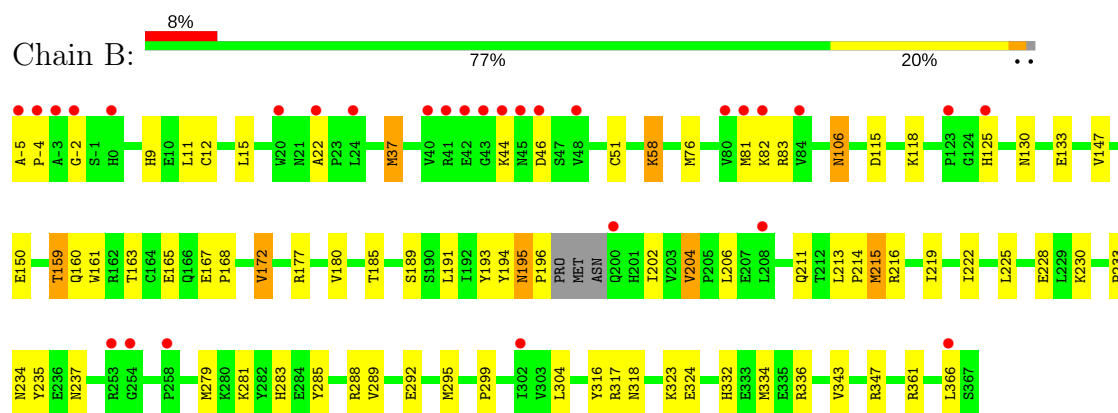 8%
Chain B:
77% 20% ••
A-5 P-4 A-3 G-2 S-1 H0 H9 E10 L11 C12 L15 W20 N21 A22 P23 L24 M37 V40 R41 E42 G43 K44 N45 D46 S47 V48 C51 K58 M76 V80 M81 K82 R83 V84 N106 D115 K118 P123 G124 H125 N130 E133 V147
E150 T159 Q160 W161 R162 T163 C164 E165 Q166 E167 P168 V172 R177 V180 T185 S189 S190 L191 I192 Y193 Y194 N195 P196 PRO MET ASN Q200 H201 I202 V203 V204 P205 L206 E207 L208 Q211 T212 L213 P214 M215 R216 I219 I222 L225 E228 L229 K230
N234 Y235 E236 N237 R253 G254 P258 M279 K280 K281 Y282 H283 E284 Y285 R288 V289 E292 M295 P299 I302 V303 L304 Y316 R317 N318 K323 E324 H332 E333 M334 E335 R336 V343 R347 R361 L366 S367